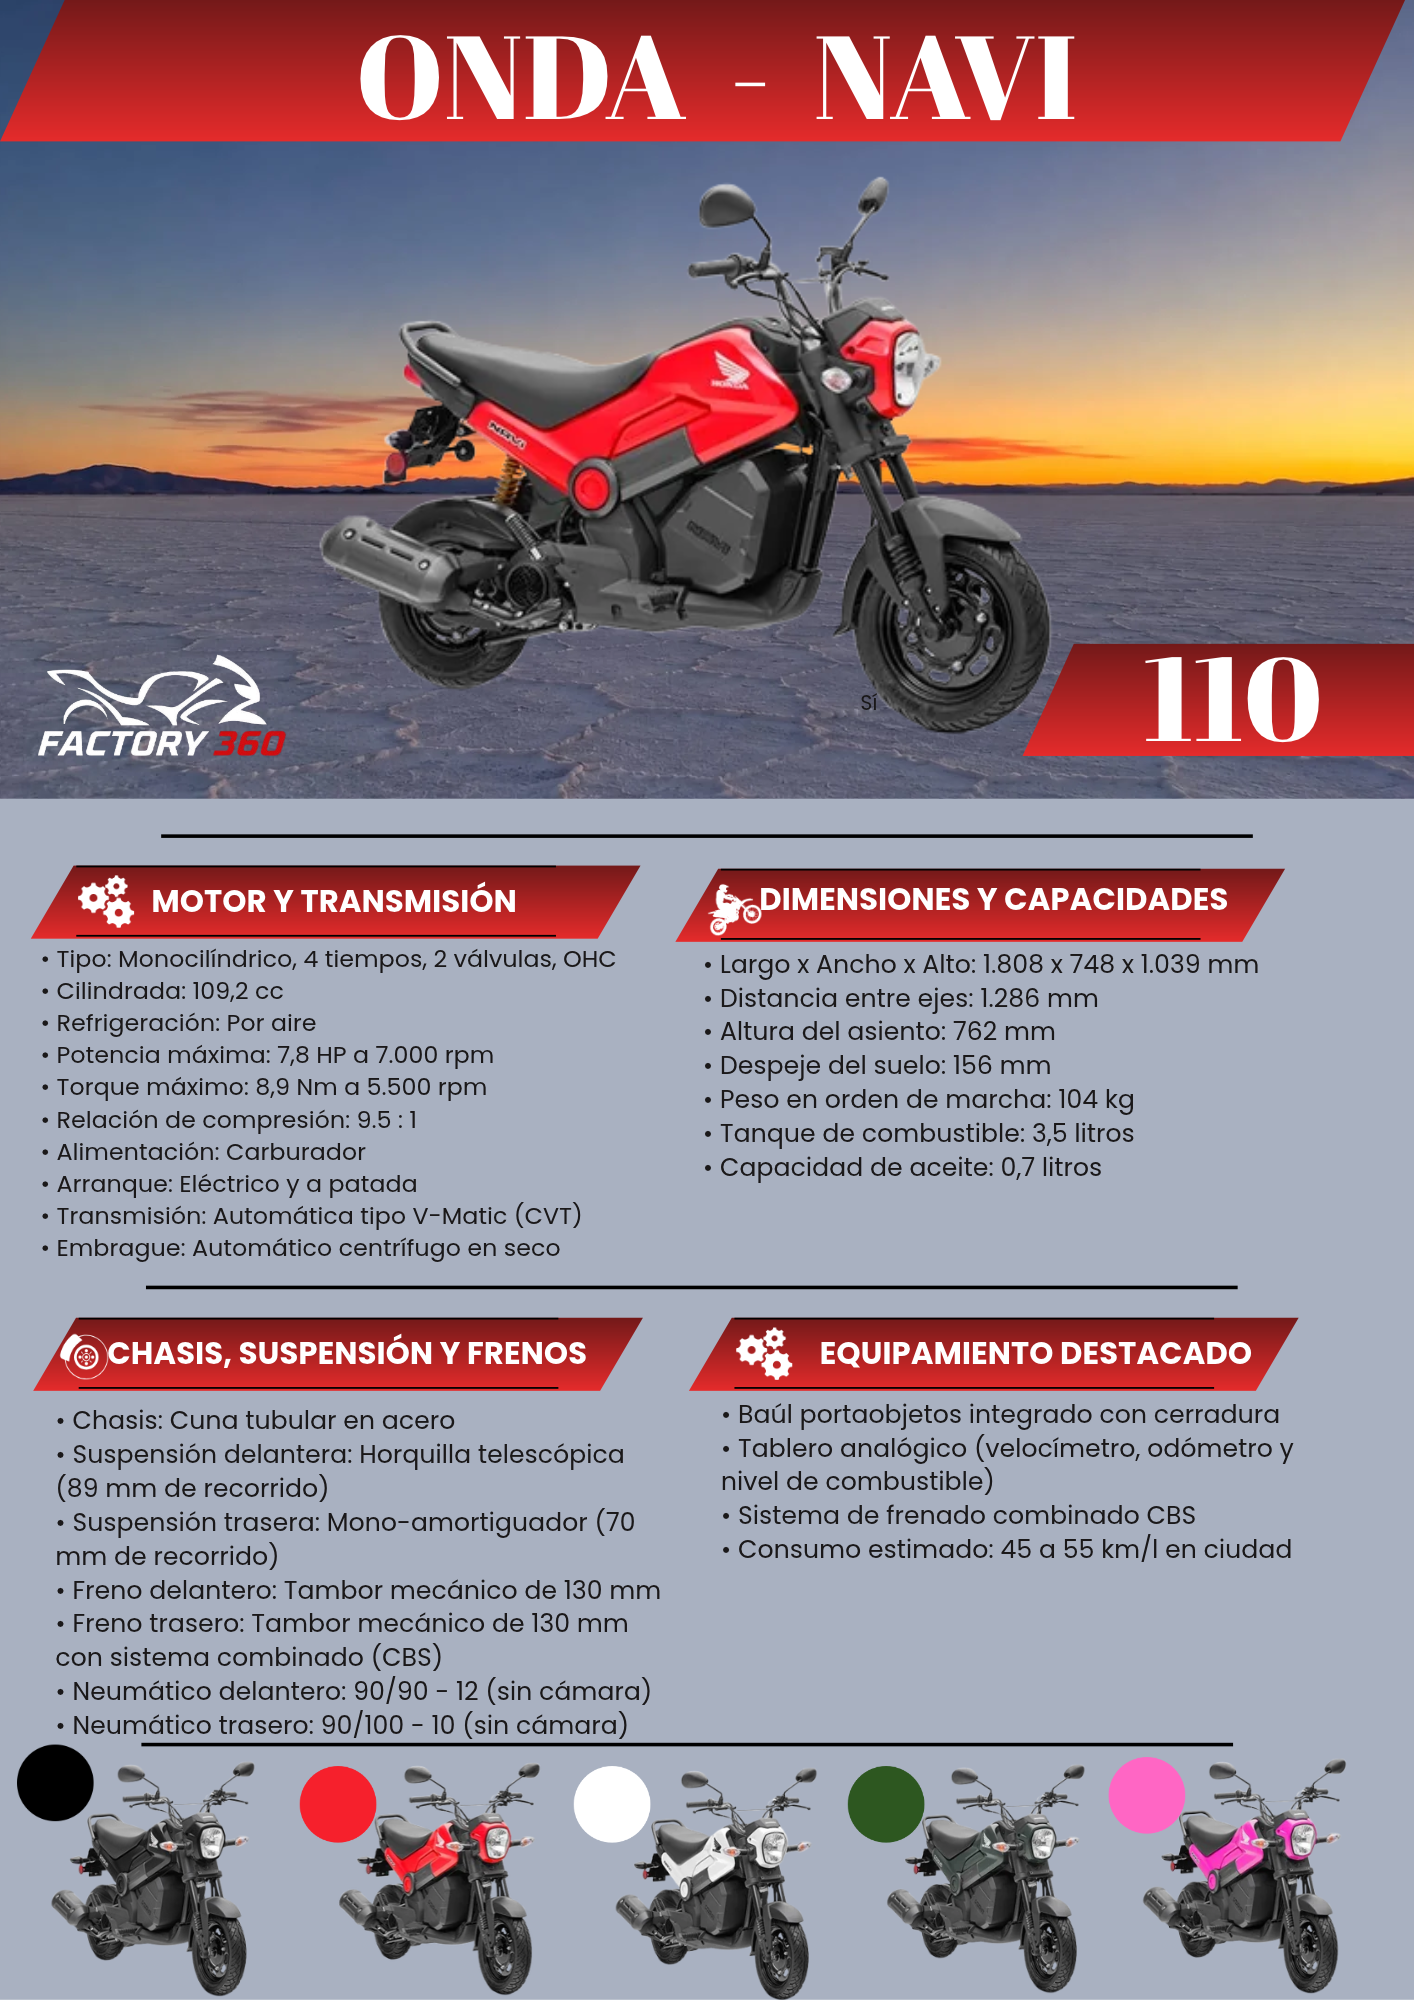 ONDA - NAVI
HONDA
NAVI
NAVI
Sí
110
FACTORY 360
MOTOR Y TRANSMISIÓN
• Tipo: Monocilíndrico, 4 tiempos, 2 válvulas, OHC
• Cilindrada: 109,2 cc
• Refrigeración: Por aire
• Potencia máxima: 7,8 HP a 7.000 rpm
• Torque máximo: 8,9 Nm a 5.500 rpm
• Relación de compresión: 9.5 : 1
• Alimentación: Carburador
• Arranque: Eléctrico y a patada
• Transmisión: Automática tipo V-Matic (CVT)
• Embrague: Automático centrífugo en seco
DIMENSIONES Y CAPACIDADES
• Largo x Ancho x Alto: 1.808 x 748 x 1.039 mm
• Distancia entre ejes: 1.286 mm
• Altura del asiento: 762 mm
• Despeje del suelo: 156 mm
• Peso en orden de marcha: 104 kg
• Tanque de combustible: 3,5 litros
• Capacidad de aceite: 0,7 litros
CHASIS, SUSPENSIÓN Y FRENOS
• Chasis: Cuna tubular en acero
• Suspensión delantera: Horquilla telescópica
(89 mm de recorrido)
• Suspensión trasera: Mono-amortiguador (70
mm de recorrido)
• Freno delantero: Tambor mecánico de 130 mm
• Freno trasero: Tambor mecánico de 130 mm
con sistema combinado (CBS)
• Neumático delantero: 90/90 - 12 (sin cámara)
• Neumático trasero: 90/100 - 10 (sin cámara)
EQUIPAMIENTO DESTACADO
• Baúl portaobjetos integrado con cerradura
• Tablero analógico (velocímetro, odómetro y
nivel de combustible)
• Sistema de frenado combinado CBS
• Consumo estimado: 45 a 55 km/l en ciudad